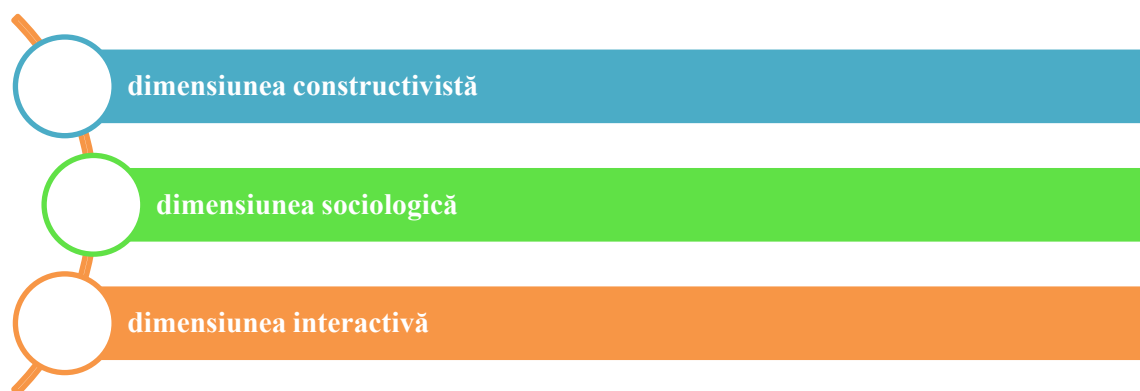 dimensiunea constructivistă
dimensiunea sociologică
dimensiunea interactivă